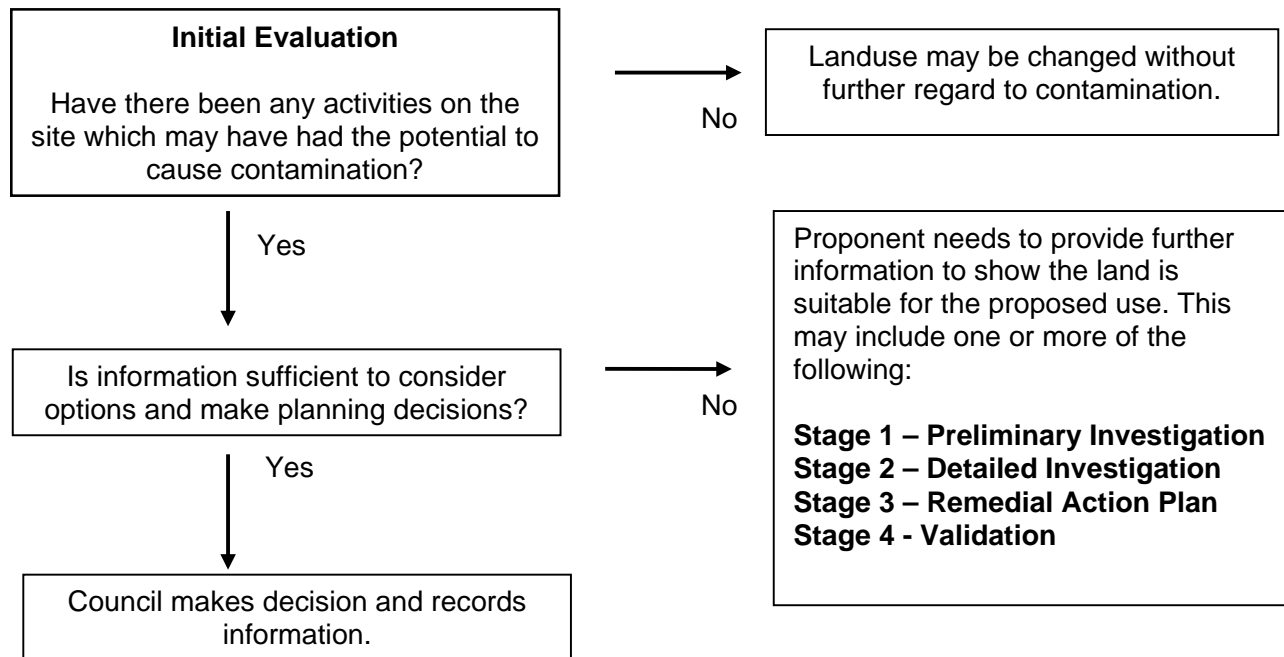 Initial Evaluation
Have there been any activities on the
site which may have had the potential to
cause contamination?
No
Landuse may be changed without
further regard to contamination.
Yes
Is information sufficient to consider
options and make planning decisions?
No
Proponent needs to provide further
information to show the land is
suitable for the proposed use. This
may include one or more of the
following:
Stage 1 – Preliminary Investigation
Stage 2 – Detailed Investigation
Stage 3 – Remedial Action Plan
Stage 4 - Validation
Yes
Council makes decision and records
information.